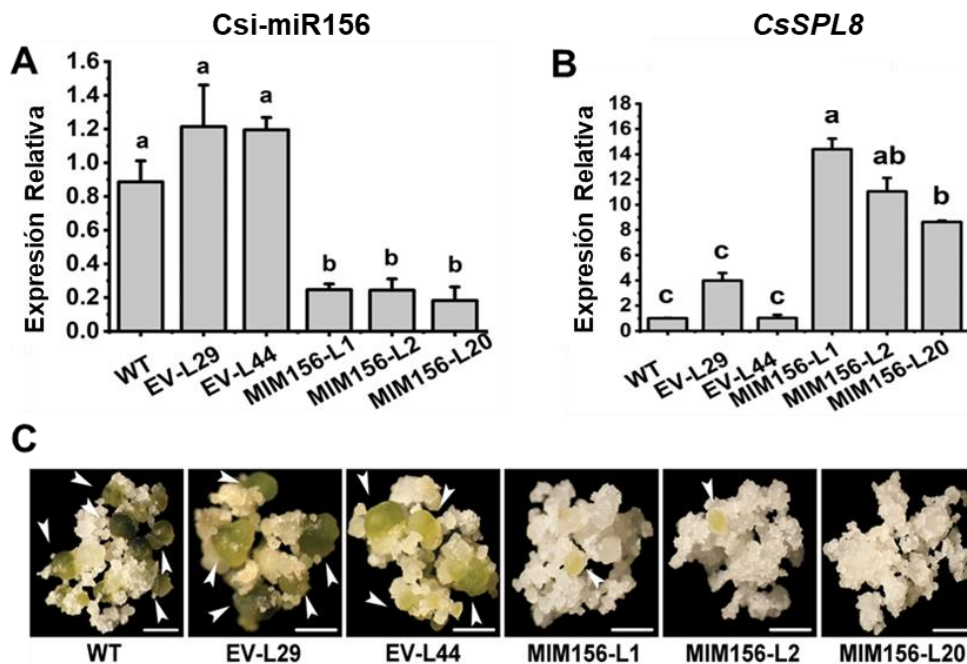 Csi-miR156
CsSPL8
A
Expresión Relativa
1.6
1.4
1.2
1.0
0.8
0.6
0.4
0.2
0.0
a
a
a
b
b
b
WT
EV-L29
EV-L44
MIM156-L1
MIM156-L2
MIM156-L20
B
Expresión Relativa
18
16
14
12
10
8
6
4
2
0
c
c
c
a
ab
b
WT
EV-L29
EV-L44
MIM156-L1
MIM156-L2
MIM156-L20
C
WT
EV-L29
EV-L44
MIM156-L1
MIM156-L2
MIM156-L20